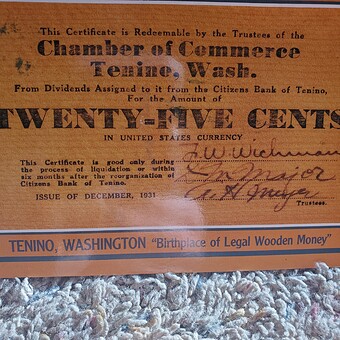 This Certificate is Redeemable by the Trustees of the
Chamber of Commerce
Tenino, Wash.
From Dividends Assigned to it from the Citizens Bank of Tenino,
For the Amount of
TWENTY-FIVE CENTS
IN UNITED STATES CURRENCY
This Certificate is good only during
the process of liquidation or within
six months after the reorganization of
Citizens Bank of Tenino.
ISSUE OF DECEMBER, 1931
F. W. Wichman
Major
A. H. Meyer
Trustees.
TENINO, WASHINGTON "Birthplace of Legal Wooden Money"